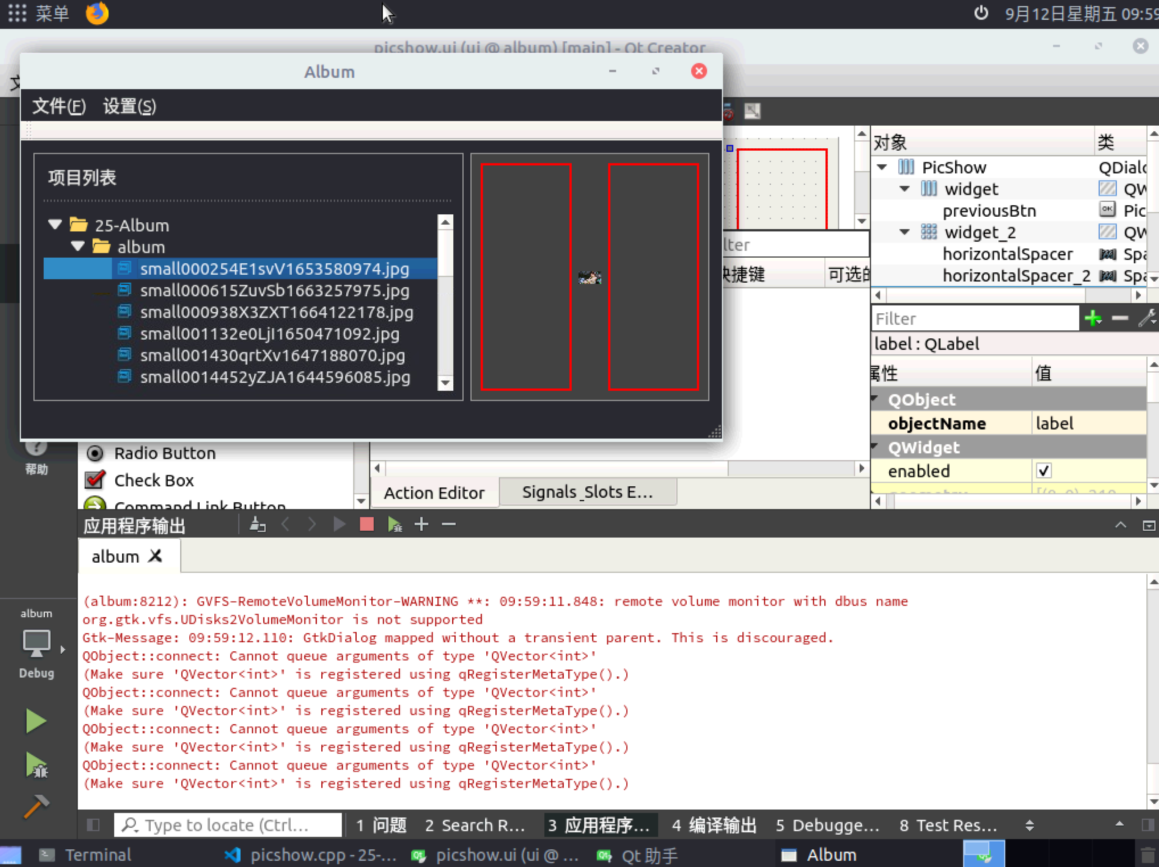 菜单
9月12日星期五 09:59
picshow.ui (ui @ album) [main] - Qt Creator
Album
文件(F) 设置(S)
项目列表
25-Album
album
small000254E1svV1653580974.jpg
small000615ZuvSb1663257975.jpg
small000938X3ZXT1664122178.jpg
small001132e0LjI1650471092.jpg
small001430qrtXv1647188070.jpg
small0014452yZJA1644596085.jpg
lter
快捷键 可选的
对象 类
PicShow QDialo
widget QW
previousBtn Pic
widget_2 QW
horizontalSpacer Spa
horizontalSpacer_2 Spa
Filter
label : QLabel
属性 值
QObject
objectName label
QWidget
enabled
帮助
Radio Button
Check Box
Command Link Button
Action Editor Signals_Slots E...
应用程序输出
album
(album:8212): GVFS-RemoteVolumeMonitor-WARNING **: 09:59:11.848: remote volume monitor with dbus name
org.gtk.vfs.UDisks2VolumeMonitor is not supported
Gtk-Message: 09:59:12.110: GtkDialog mapped without a transient parent. This is discouraged.
QObject::connect: Cannot queue arguments of type 'QVector<int>'
(Make sure 'QVector<int>' is registered using qRegisterMetaType().)
QObject::connect: Cannot queue arguments of type 'QVector<int>'
(Make sure 'QVector<int>' is registered using qRegisterMetaType().)
QObject::connect: Cannot queue arguments of type 'QVector<int>'
(Make sure 'QVector<int>' is registered using qRegisterMetaType().)
QObject::connect: Cannot queue arguments of type 'QVector<int>'
(Make sure 'QVector<int>' is registered using qRegisterMetaType().)
album
Debug
Type to locate (Ctrl... 1 问题 2 Search R... 3 应用程序... 4 编译输出 5 Debugge... 8 Test Res...
Terminal picshow.cpp - 25-... picshow.ui (ui @ ... Qt 助手 Album